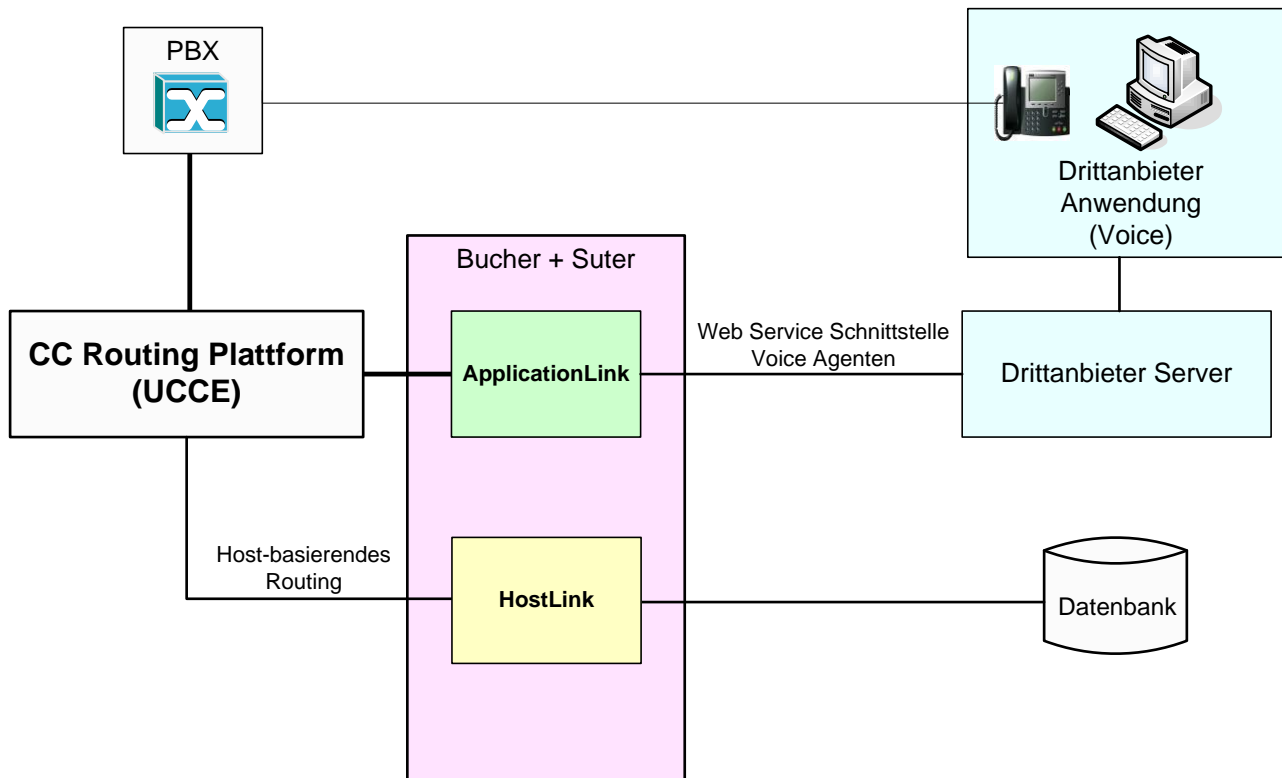 PBX
Drittanbieter
Anwendung
(Voice)
Bucher + Suter
CC Routing Plattform
(UCCE)
ApplicationLink
Web Service Schnittstelle
Voice Agenten
Drittanbieter Server
Host-basierendes
Routing
HostLink
Datenbank